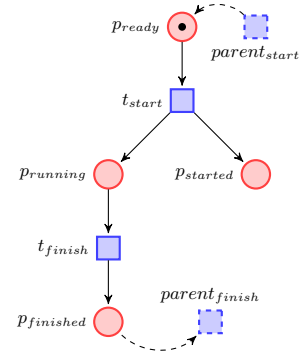 p_ready
parent_start
t_start
p_running
p_started
t_finish
parent_finish
p_finished